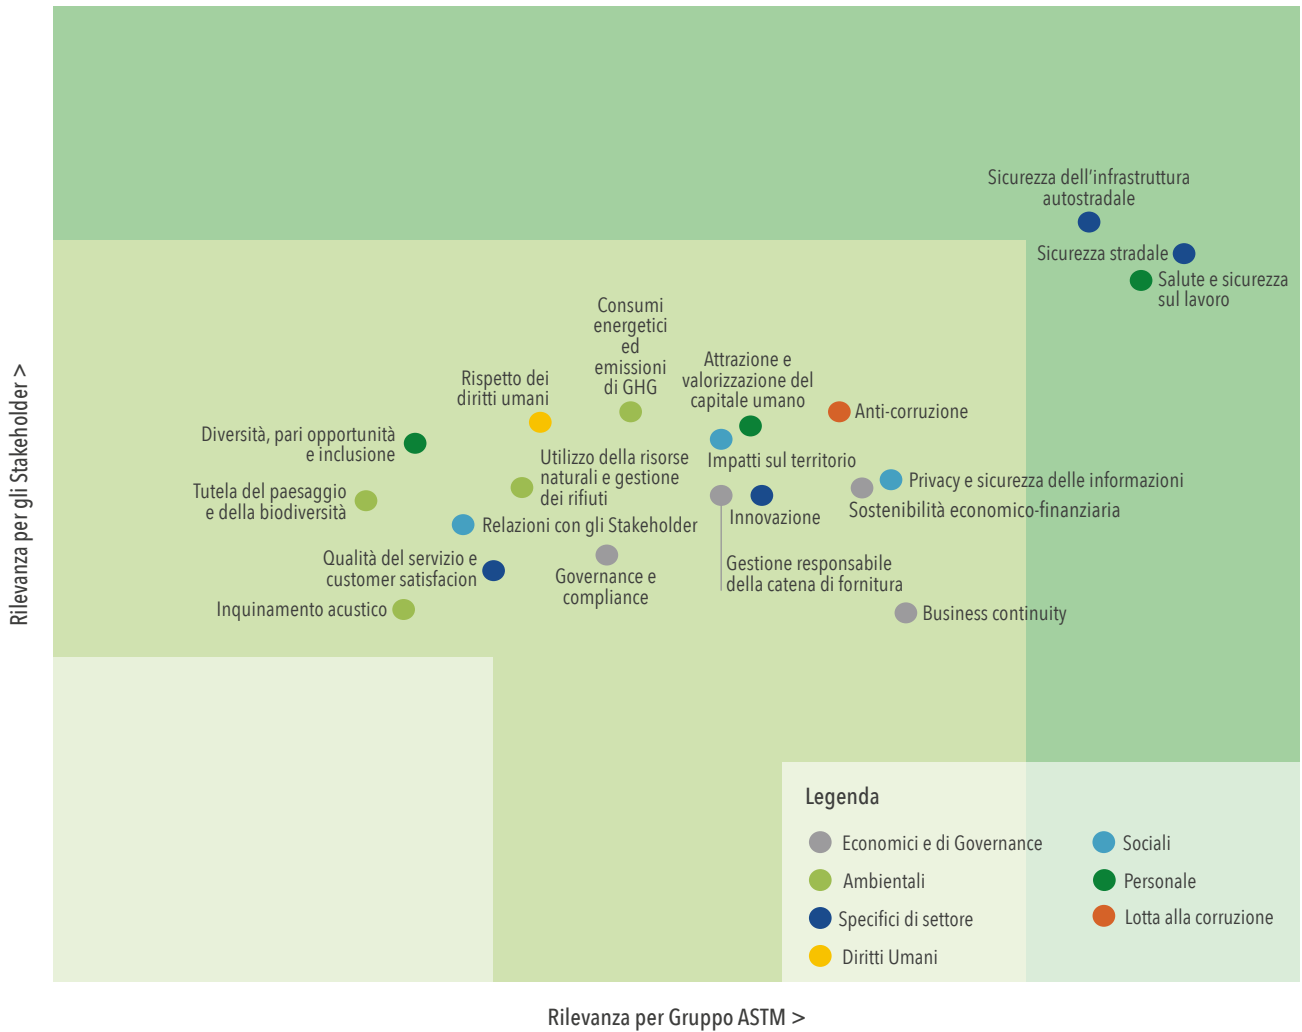 Sicurezza dell'infrastruttura
autostradale
Sicurezza stradale
Salute e sicurezza
sul lavoro
Consumi
energetici
ed
emissioni
di GHG
Attrazione e
valorizzazione del
capitale umano
Rispetto dei
diritti umani
Anti-corruzione
Diversità, pari opportunità
e inclusione
Impatti sul territorio
Utilizzo della risorse
naturali e gestione
dei rifiuti
Privacy e sicurezza delle informazioni
Tutela del paesaggio
e della biodiversità
Sostenibilità economico-finanziaria
Innovazione
Relazioni con gli Stakeholder
Qualità del servizio e
customer satisfacion
Governance e
compliance
Gestione responsabile
della catena di fornitura
Inquinamento acustico
Business continuity
Rilevanza per gli Stakeholder >
Legenda
Economici e di Governance
Ambientali
Specifici di settore
Diritti Umani
Sociali
Personale
Lotta alla corruzione
Rilevanza per Gruppo ASTM >